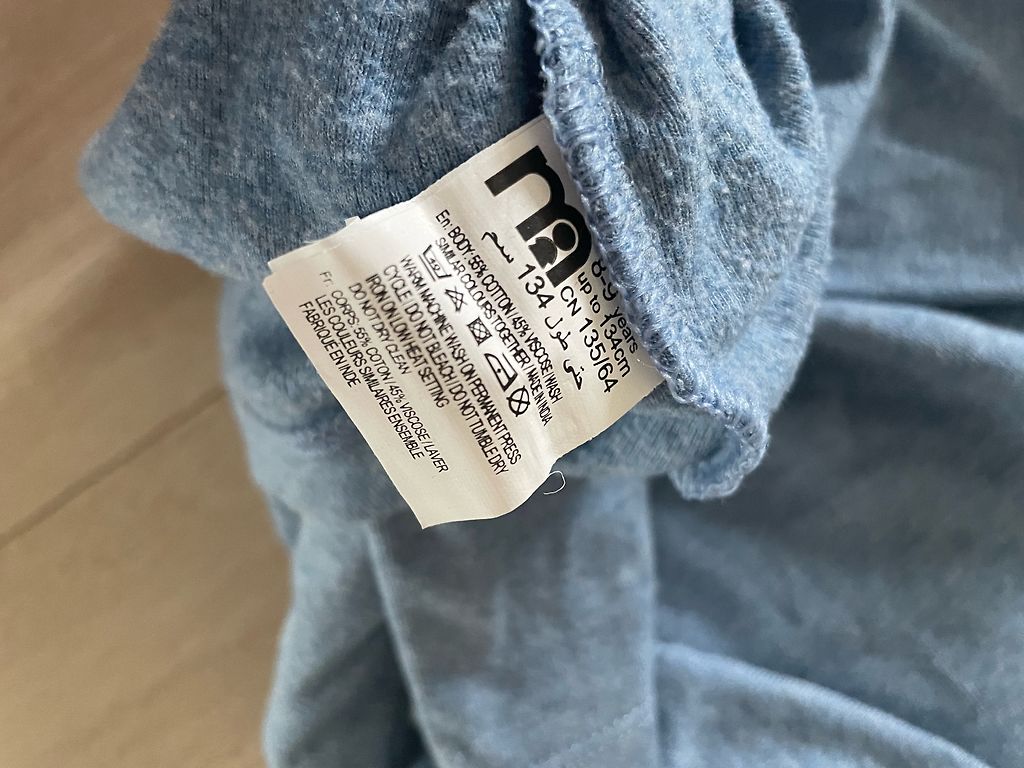 8-9 years
up to 134cm
CN 135/64
حتى طول 134 سم
En: BODY: 55% COTTON / 45% VISCOSE / WASH
SIMILAR COLOURS TOGETHER / MADE IN INDIA
WARM MACHINE WASH, ON PERMANENT PRESS
CYCLE / DO NOT BLEACH / DO NOT TUMBLE DRY
IRON ON LOW HEAT SETTING
DO NOT DRY CLEAN
Fr: CORPS: 55% COTON / 45% VISCOSE / LAVER
LES COULEURS SIMILAIRES ENSEMBLE
FABRIQUE EN INDE